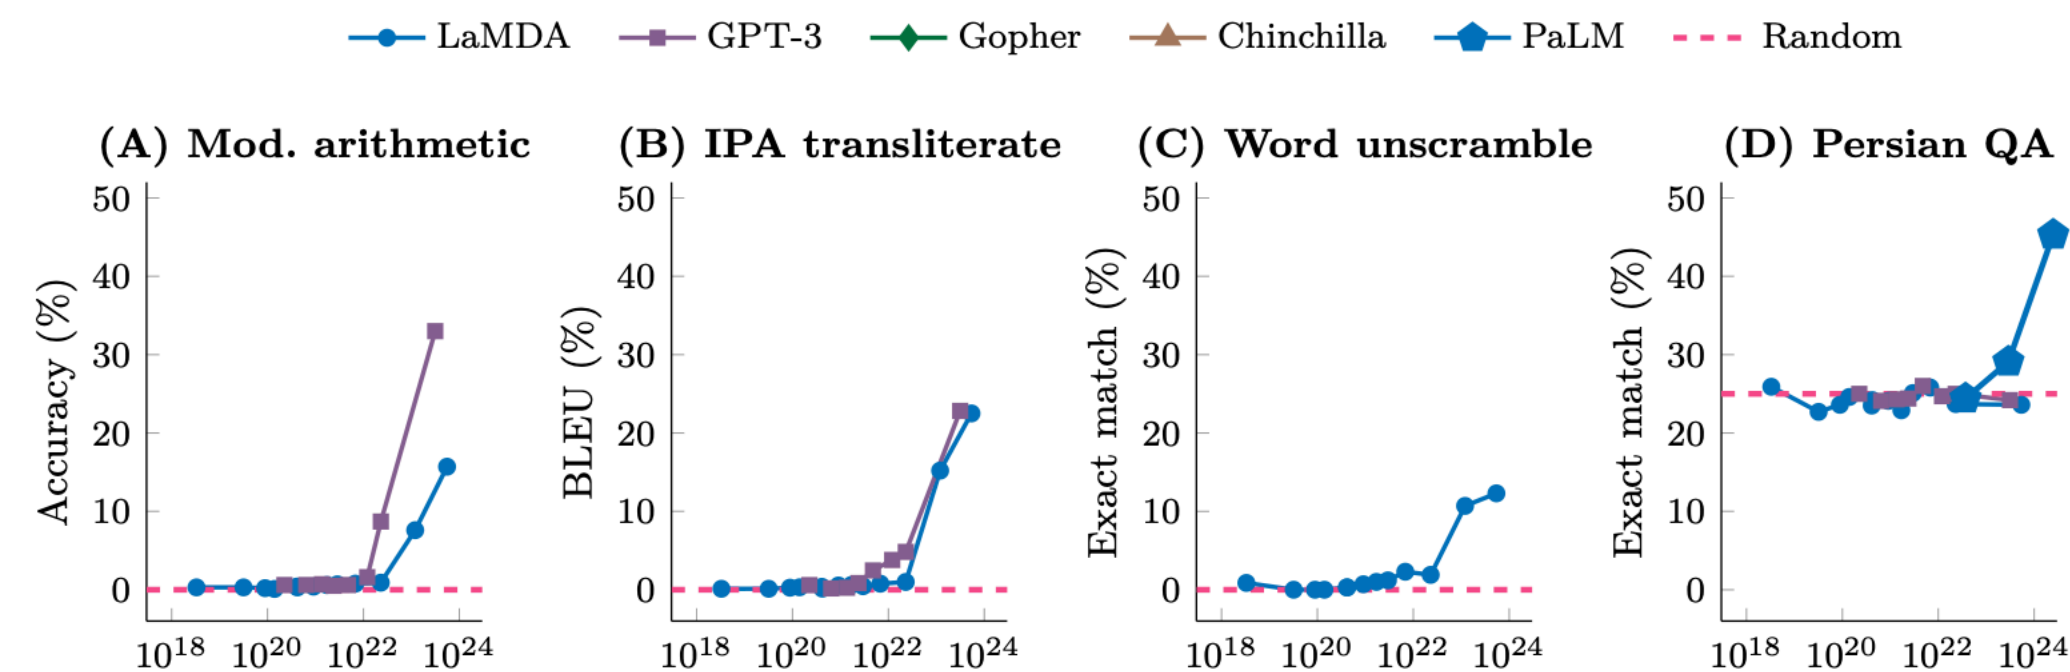 LaMDA GPT-3 Gopher Chinchilla PaLM Random
(A) Mod. arithmetic
Accuracy (%)
50
40
30
20
10
0
10^18 10^20 10^22 10^24
(B) IPA transliterate
BLEU (%)
50
40
30
20
10
0
10^18 10^20 10^22 10^24
(C) Word unscramble
Exact match (%)
50
40
30
20
10
0
10^18 10^20 10^22 10^24
(D) Persian QA
Exact match (%)
50
40
30
20
10
0
10^18 10^20 10^22 10^24